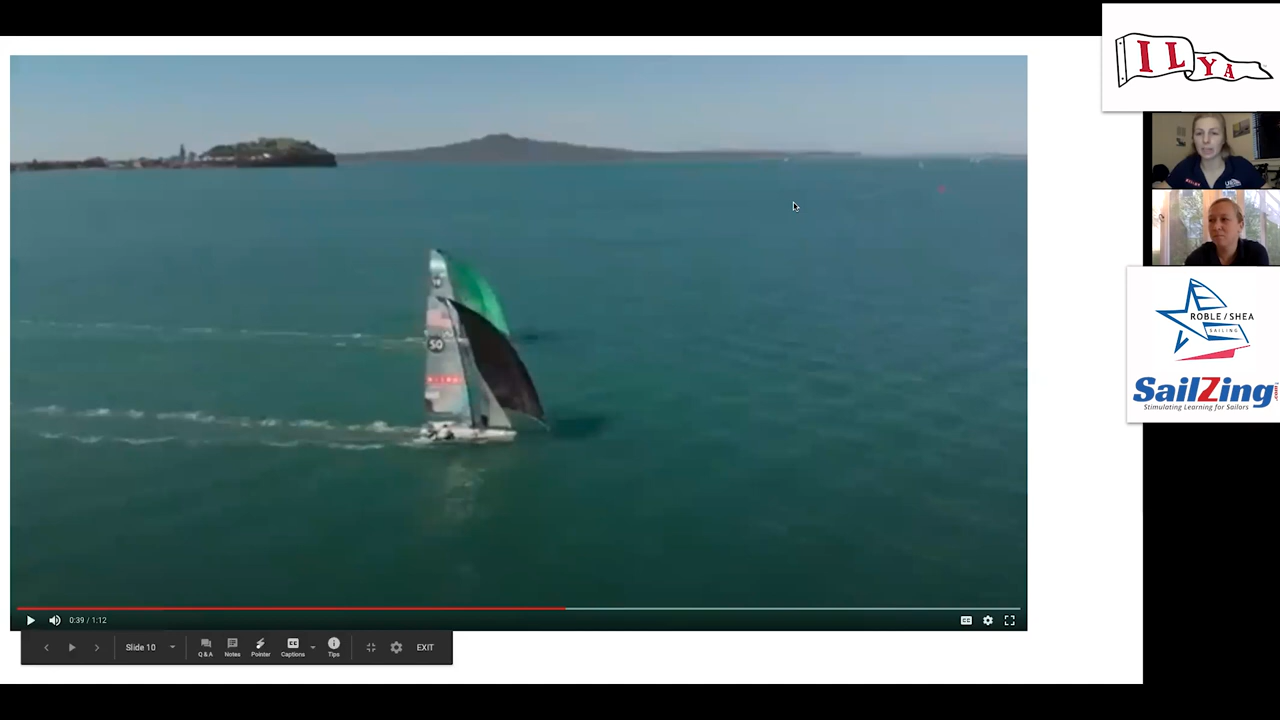 ILYA
50
ROBLE / SHEA
SAILING
SailZing
Stimulating Learning for Sailors
0:39 / 1:12
Slide 10
Q & A
Notes
Pointer
Captions
Tips
EXIT